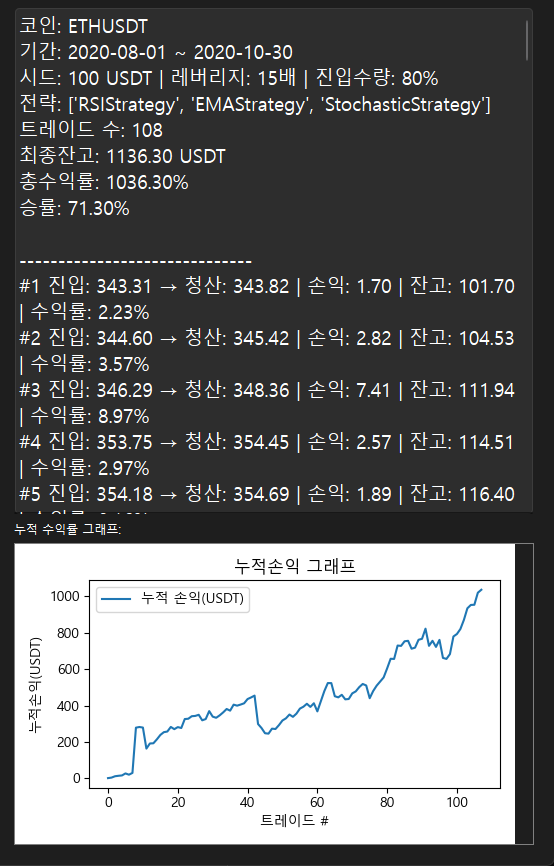 코인: ETHUSDT
기간: 2020-08-01 ~ 2020-10-30
시드: 100 USDT | 레버리지: 15배 | 진입수량: 80%
전략: ['RSIStrategy', 'EMAStrategy', 'StochasticStrategy']
트레이드 수: 108
최종잔고: 1136.30 USDT
총수익률: 1036.30%
승률: 71.30%
------------------------------
#1 진입: 343.31 → 청산: 343.82 | 손익: 1.70 | 잔고: 101.70
| 수익률: 2.23%
#2 진입: 344.60 → 청산: 345.42 | 손익: 2.82 | 잔고: 104.53
| 수익률: 3.57%
#3 진입: 346.29 → 청산: 348.36 | 손익: 7.41 | 잔고: 111.94
| 수익률: 8.97%
#4 진입: 353.75 → 청산: 354.45 | 손익: 2.57 | 잔고: 114.51
| 수익률: 2.97%
#5 진입: 354.18 → 청산: 354.69 | 손익: 1.89 | 잔고: 116.40
누적 수익률 그래프:
누적손익 그래프
누적 손익(USDT)
누적손익(USDT)
1000
800
600
400
200
0
0 20 40 60 80 100
트레이드 #